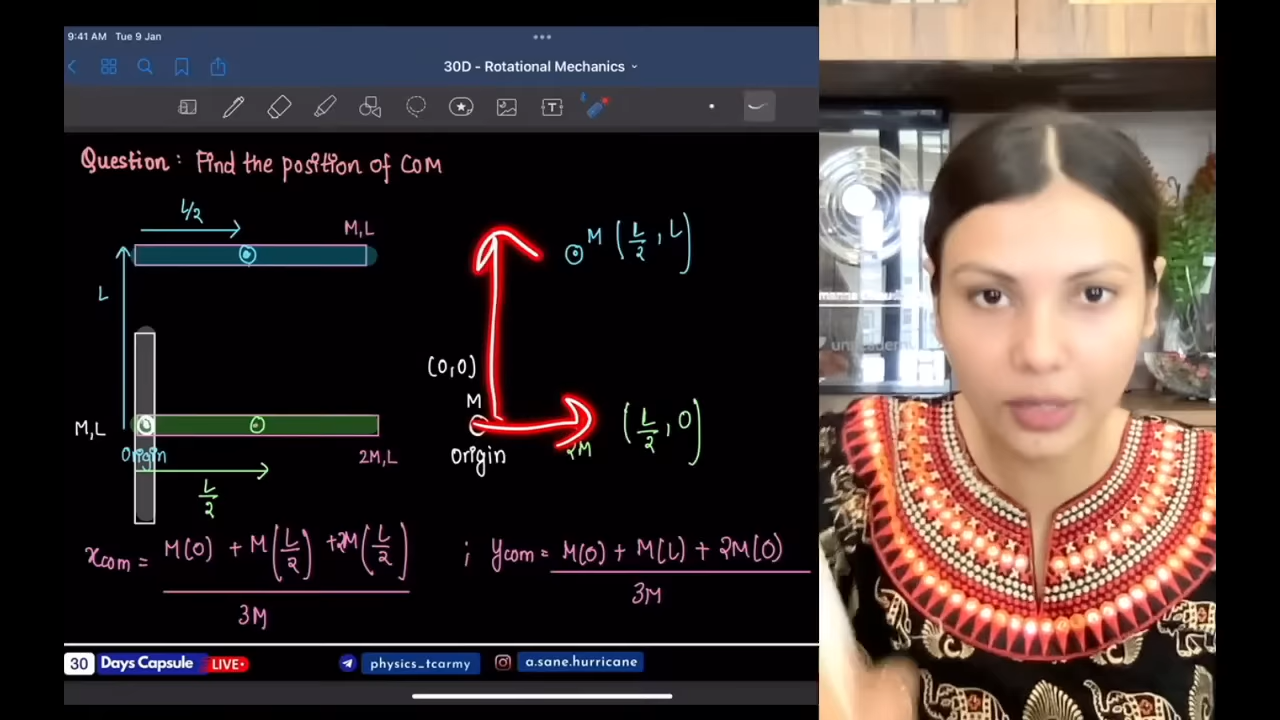 9:41 AM Tue 9 Jan
30D - Rotational Mechanics
Question: Find the position of COM
L/2
M,L
L
M,L
Origin
2M,L
L/2
M (L/2, L)
(0,0)
M
Origin
2M
(L/2, 0)
xcom = M(0) + M(L/2) + 2M(L/2) / 3M ; ycom = M(0) + M(L) + 2M(0) / 3M
30 Days Capsule LIVE
physics_tcarmy
a.sane.hurricane